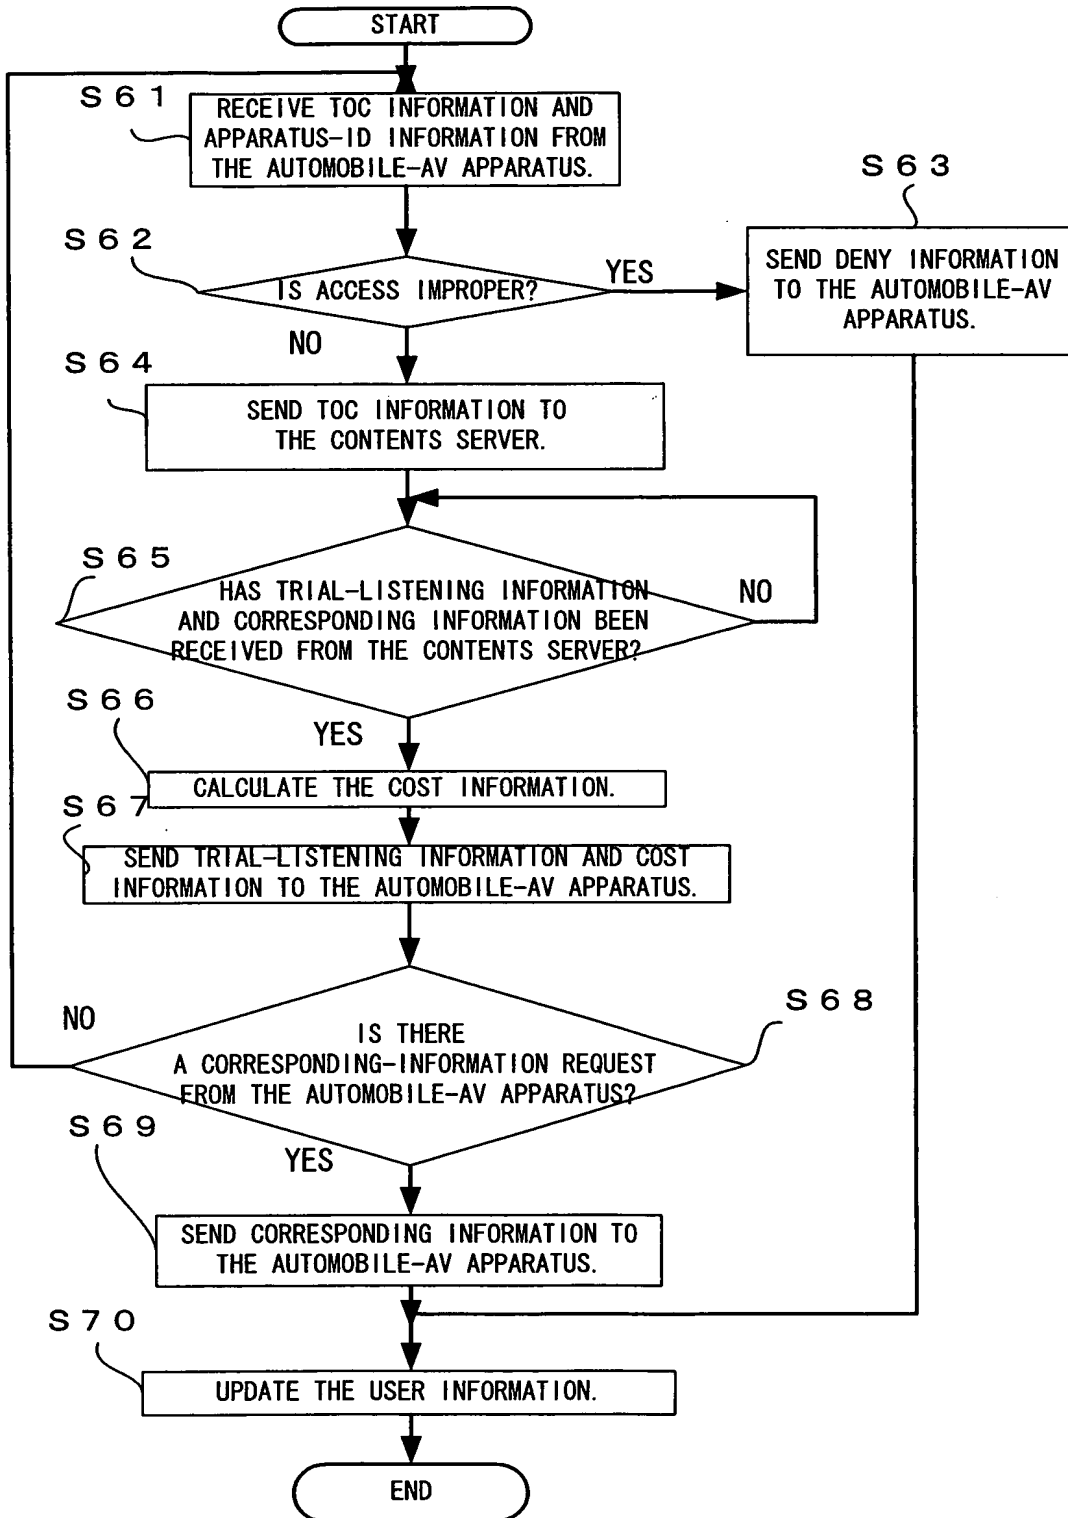 START
S61
RECEIVE TOC INFORMATION AND
APPARATUS-ID INFORMATION FROM
THE AUTOMOBILE-AV APPARATUS.
S62
IS ACCESS IMPROPER?
YES
S63
SEND DENY INFORMATION
TO THE AUTOMOBILE-AV
APPARATUS.
NO
S64
SEND TOC INFORMATION TO
THE CONTENTS SERVER.
S65
HAS TRIAL-LISTENING INFORMATION
AND CORRESPONDING INFORMATION BEEN
RECEIVED FROM THE CONTENTS SERVER?
NO
YES
S66
CALCULATE THE COST INFORMATION.
S67
SEND TRIAL-LISTENING INFORMATION AND COST
INFORMATION TO THE AUTOMOBILE-AV APPARATUS.
NO
S68
IS THERE
A CORRESPONDING-INFORMATION REQUEST
FROM THE AUTOMOBILE-AV APPARATUS?
YES
S69
SEND CORRESPONDING INFORMATION TO
THE AUTOMOBILE-AV APPARATUS.
S70
UPDATE THE USER INFORMATION.
END